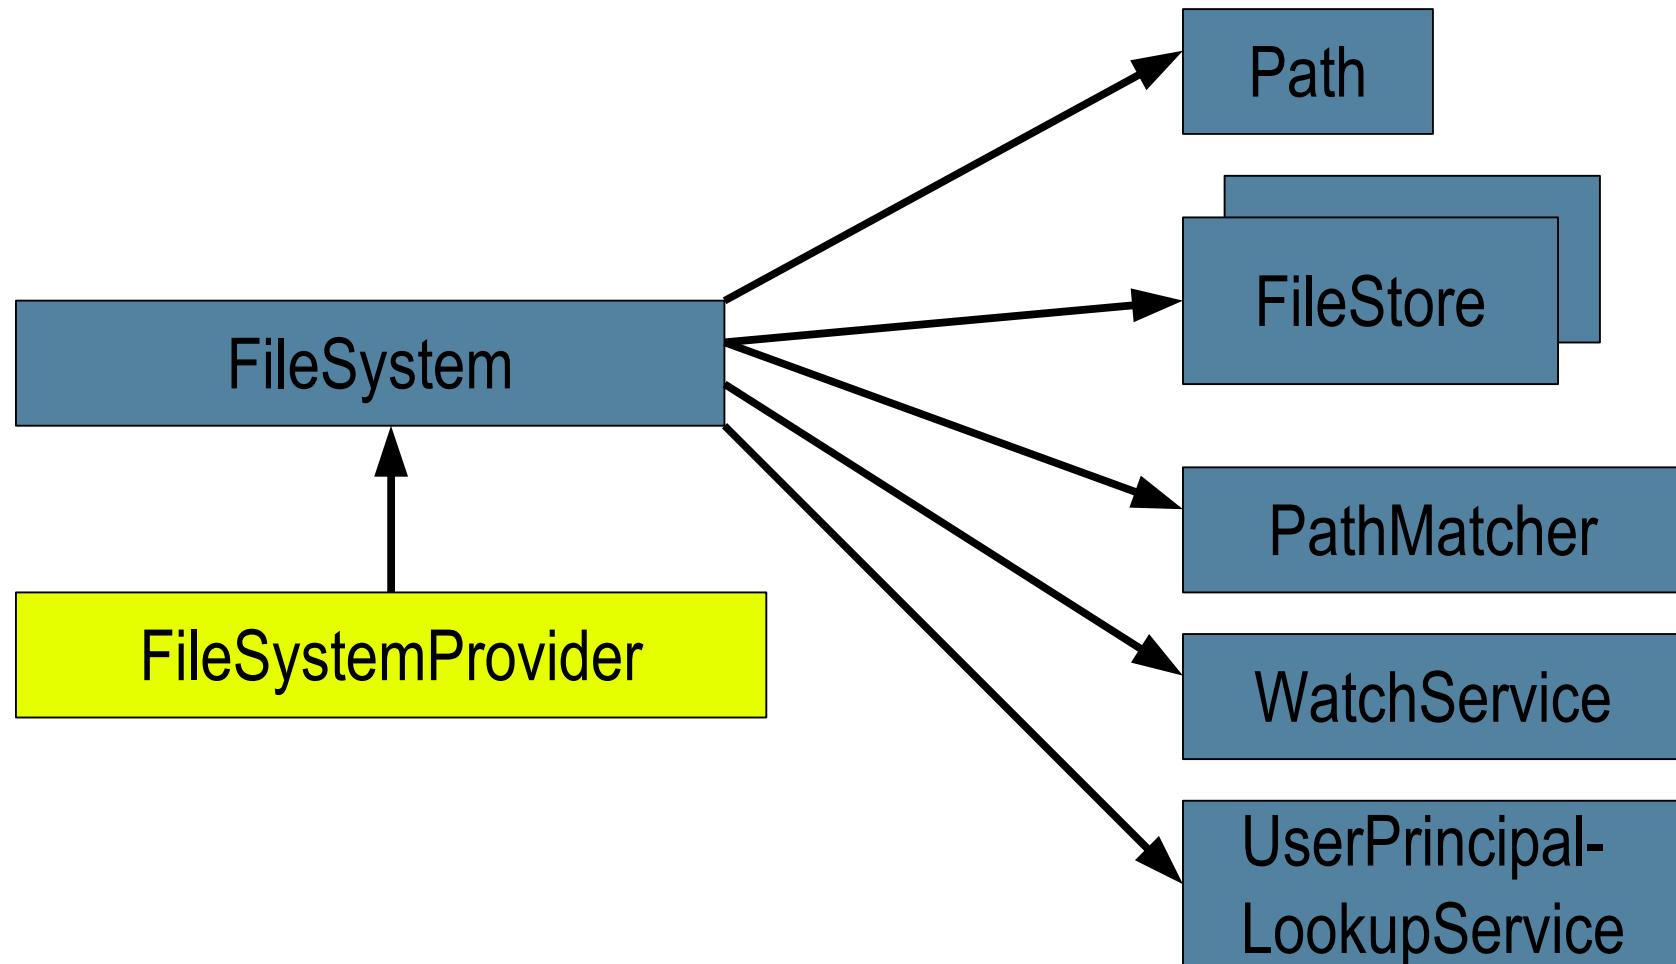 Path
FileStore
FileSystem
PathMatcher
FileSystemProvider
WatchService
UserPrincipal-
LookupService